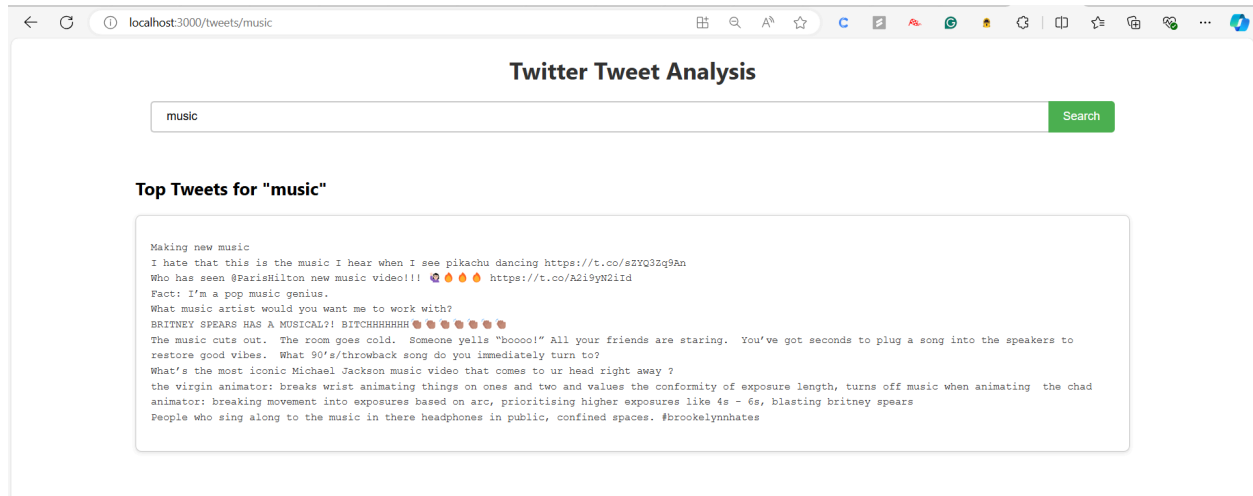 localhost:3000/tweets/music
Twitter Tweet Analysis
music
Search
Top Tweets for "music"
Making new music
I hate that this is the music I hear when I see pikachu dancing https://t.co/sZYQ3Zq9An
Who has seen @ParisHilton new music video!!! 🙋🏻‍♀️🔥🔥🔥 https://t.co/A2i9yN2iId
Fact: I’m a pop music genius.
What music artist would you want me to work with?
BRITNEY SPEARS HAS A MUSICAL?! BITCHHHHHHH👏🏽👏🏽👏🏽👏🏽👏🏽👏🏽👏🏽
The music cuts out.  The room goes cold.  Someone yells “boooo!” All your friends are staring.  You’ve got seconds to plug a song into the speakers to
restore good vibes.  What 90’s/throwback song do you immediately turn to?
What’s the most iconic Michael Jackson music video that comes to ur head right away ?
the virgin animator: breaks wrist animating things on ones and two and values the conformity of exposure length, turns off music when animating  the chad
animator: breaking movement into exposures based on arc, prioritising higher exposures like 4s - 6s, blasting britney spears
People who sing along to the music in there headphones in public, confined spaces. #brookelynnhates